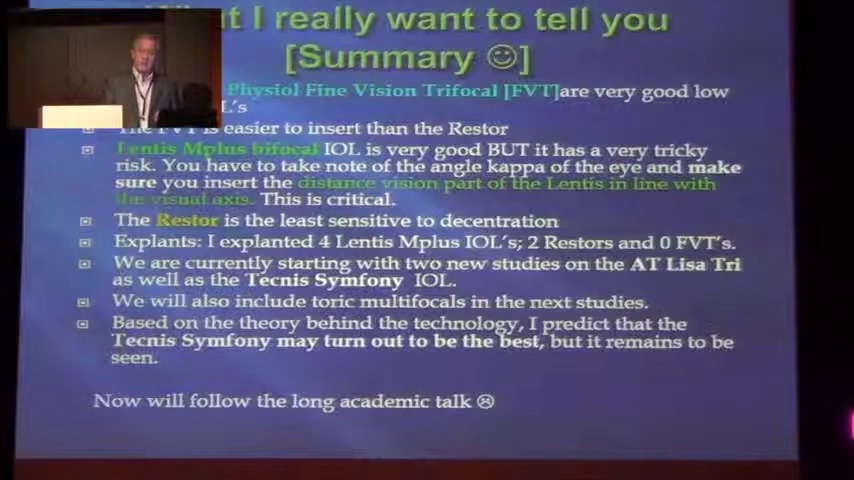 I really want to tell you
[Summary ☺]
Physiol Fine Vision Trifocal [FVT]are very good low
The FVT is easier to insert than the Restor
Lentis Mplus bifocal IOL is very good BUT it has a very tricky
risk. You have to take note of the angle kappa of the eye and make
sure you insert the distance vision part of the Lentis in line with
the visual axis. This is critical.
The Restor is the least sensitive to decentration
Explants: I explanted 4 Lentis Mplus IOL's; 2 Restors and 0 FVT's.
We are currently starting with two new studies on the AT Lisa Tri
as well as the Tecnis Symfony IOL.
We will also include toric multifocals in the next studies.
Based on the theory behind the technology, I predict that the
Tecnis Symfony may turn out to be the best, but it remains to be
seen.
Now will follow the long academic talk ☹